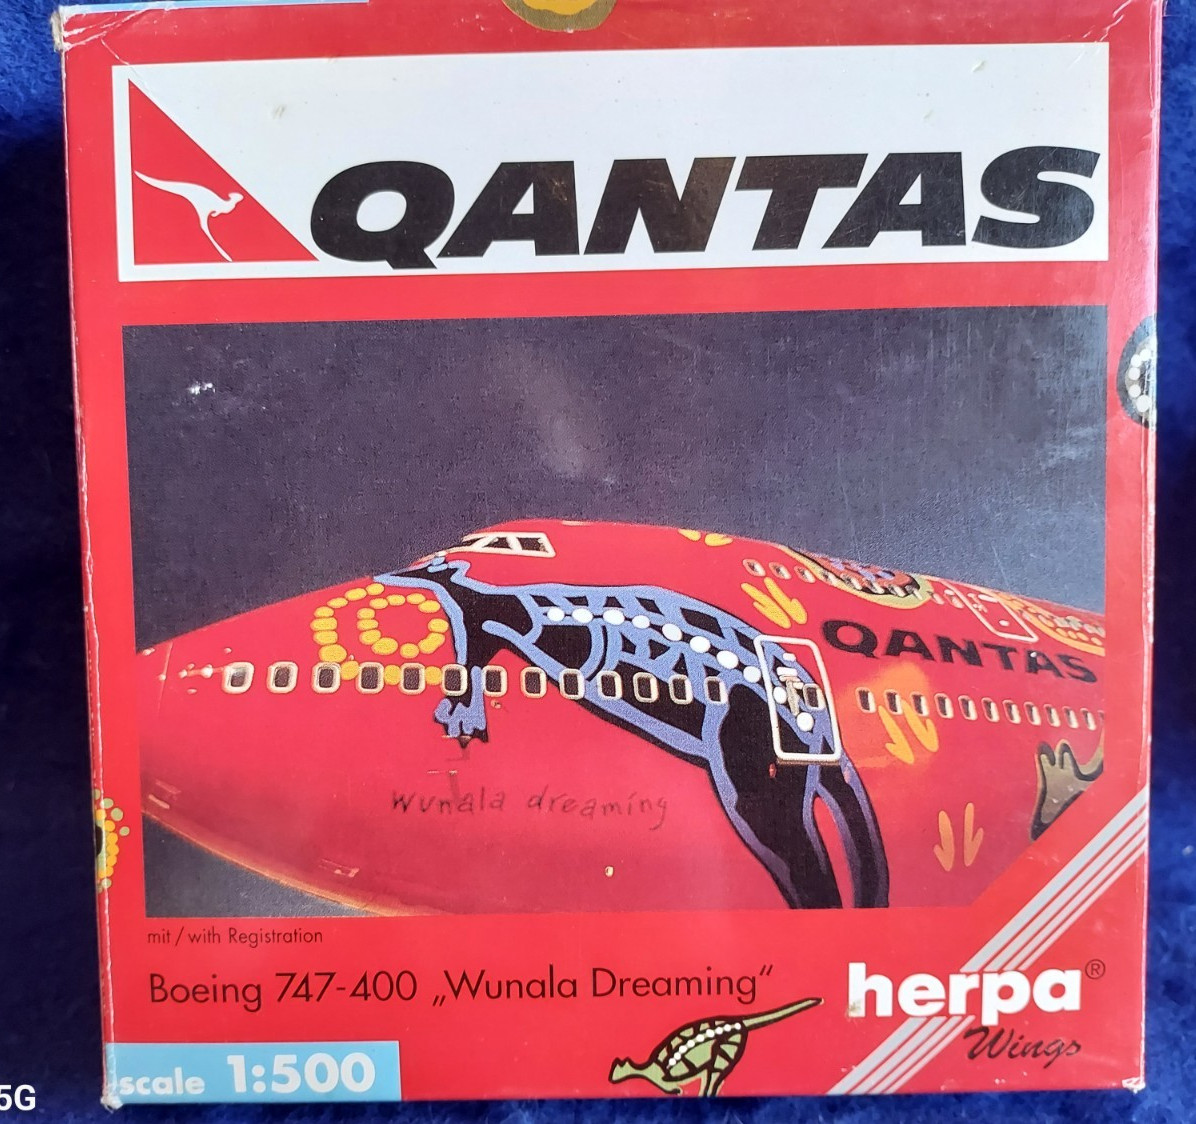 QANTAS
QANTAS
wunala dreaming
mit / with Registration
Boeing 747-400 „Wunala Dreaming“
herpa®
Wings
scale 1:500
5G